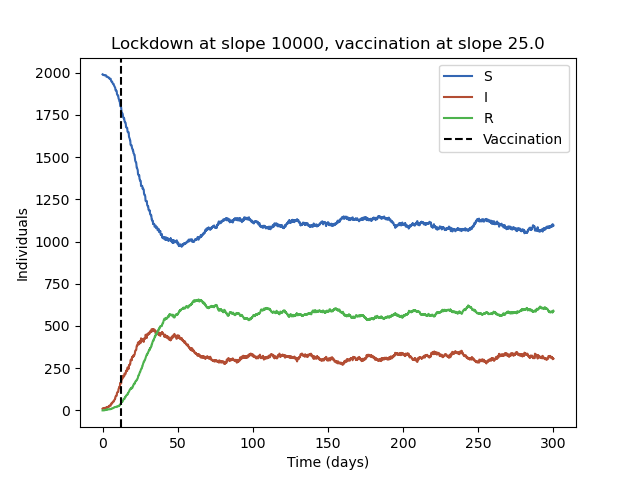 Lockdown at slope 10000, vaccination at slope 25.0
2000
1750
1500
1250
1000
750
500
250
0
Individuals
S
I
R
Vaccination
0 50 100 150 200 250 300
Time (days)